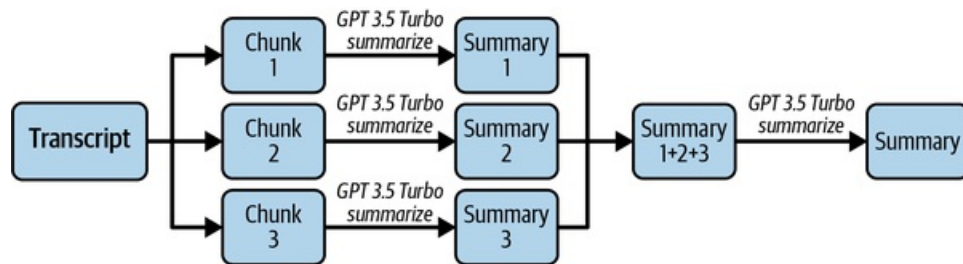 GPT 3.5 Turbo
summarize
Chunk
1
Summary
1
Transcript
GPT 3.5 Turbo
summarize
Chunk
2
Summary
2
Summary
1+2+3
GPT 3.5 Turbo
summarize
Summary
GPT 3.5 Turbo
summarize
Chunk
3
Summary
3